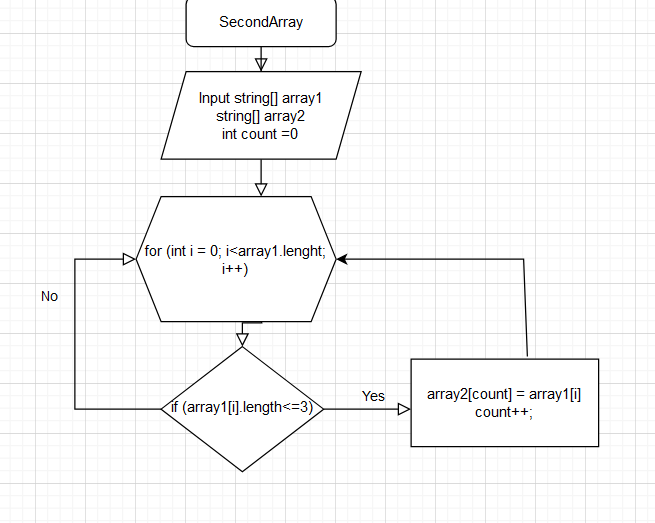 SecondArray
Input string[] array1
string[] array2
int count =0
for (int i = 0; i<array1.lenght;
i++)
No
if (array1[i].length<=3)
Yes
array2[count] = array1[i]
count++;